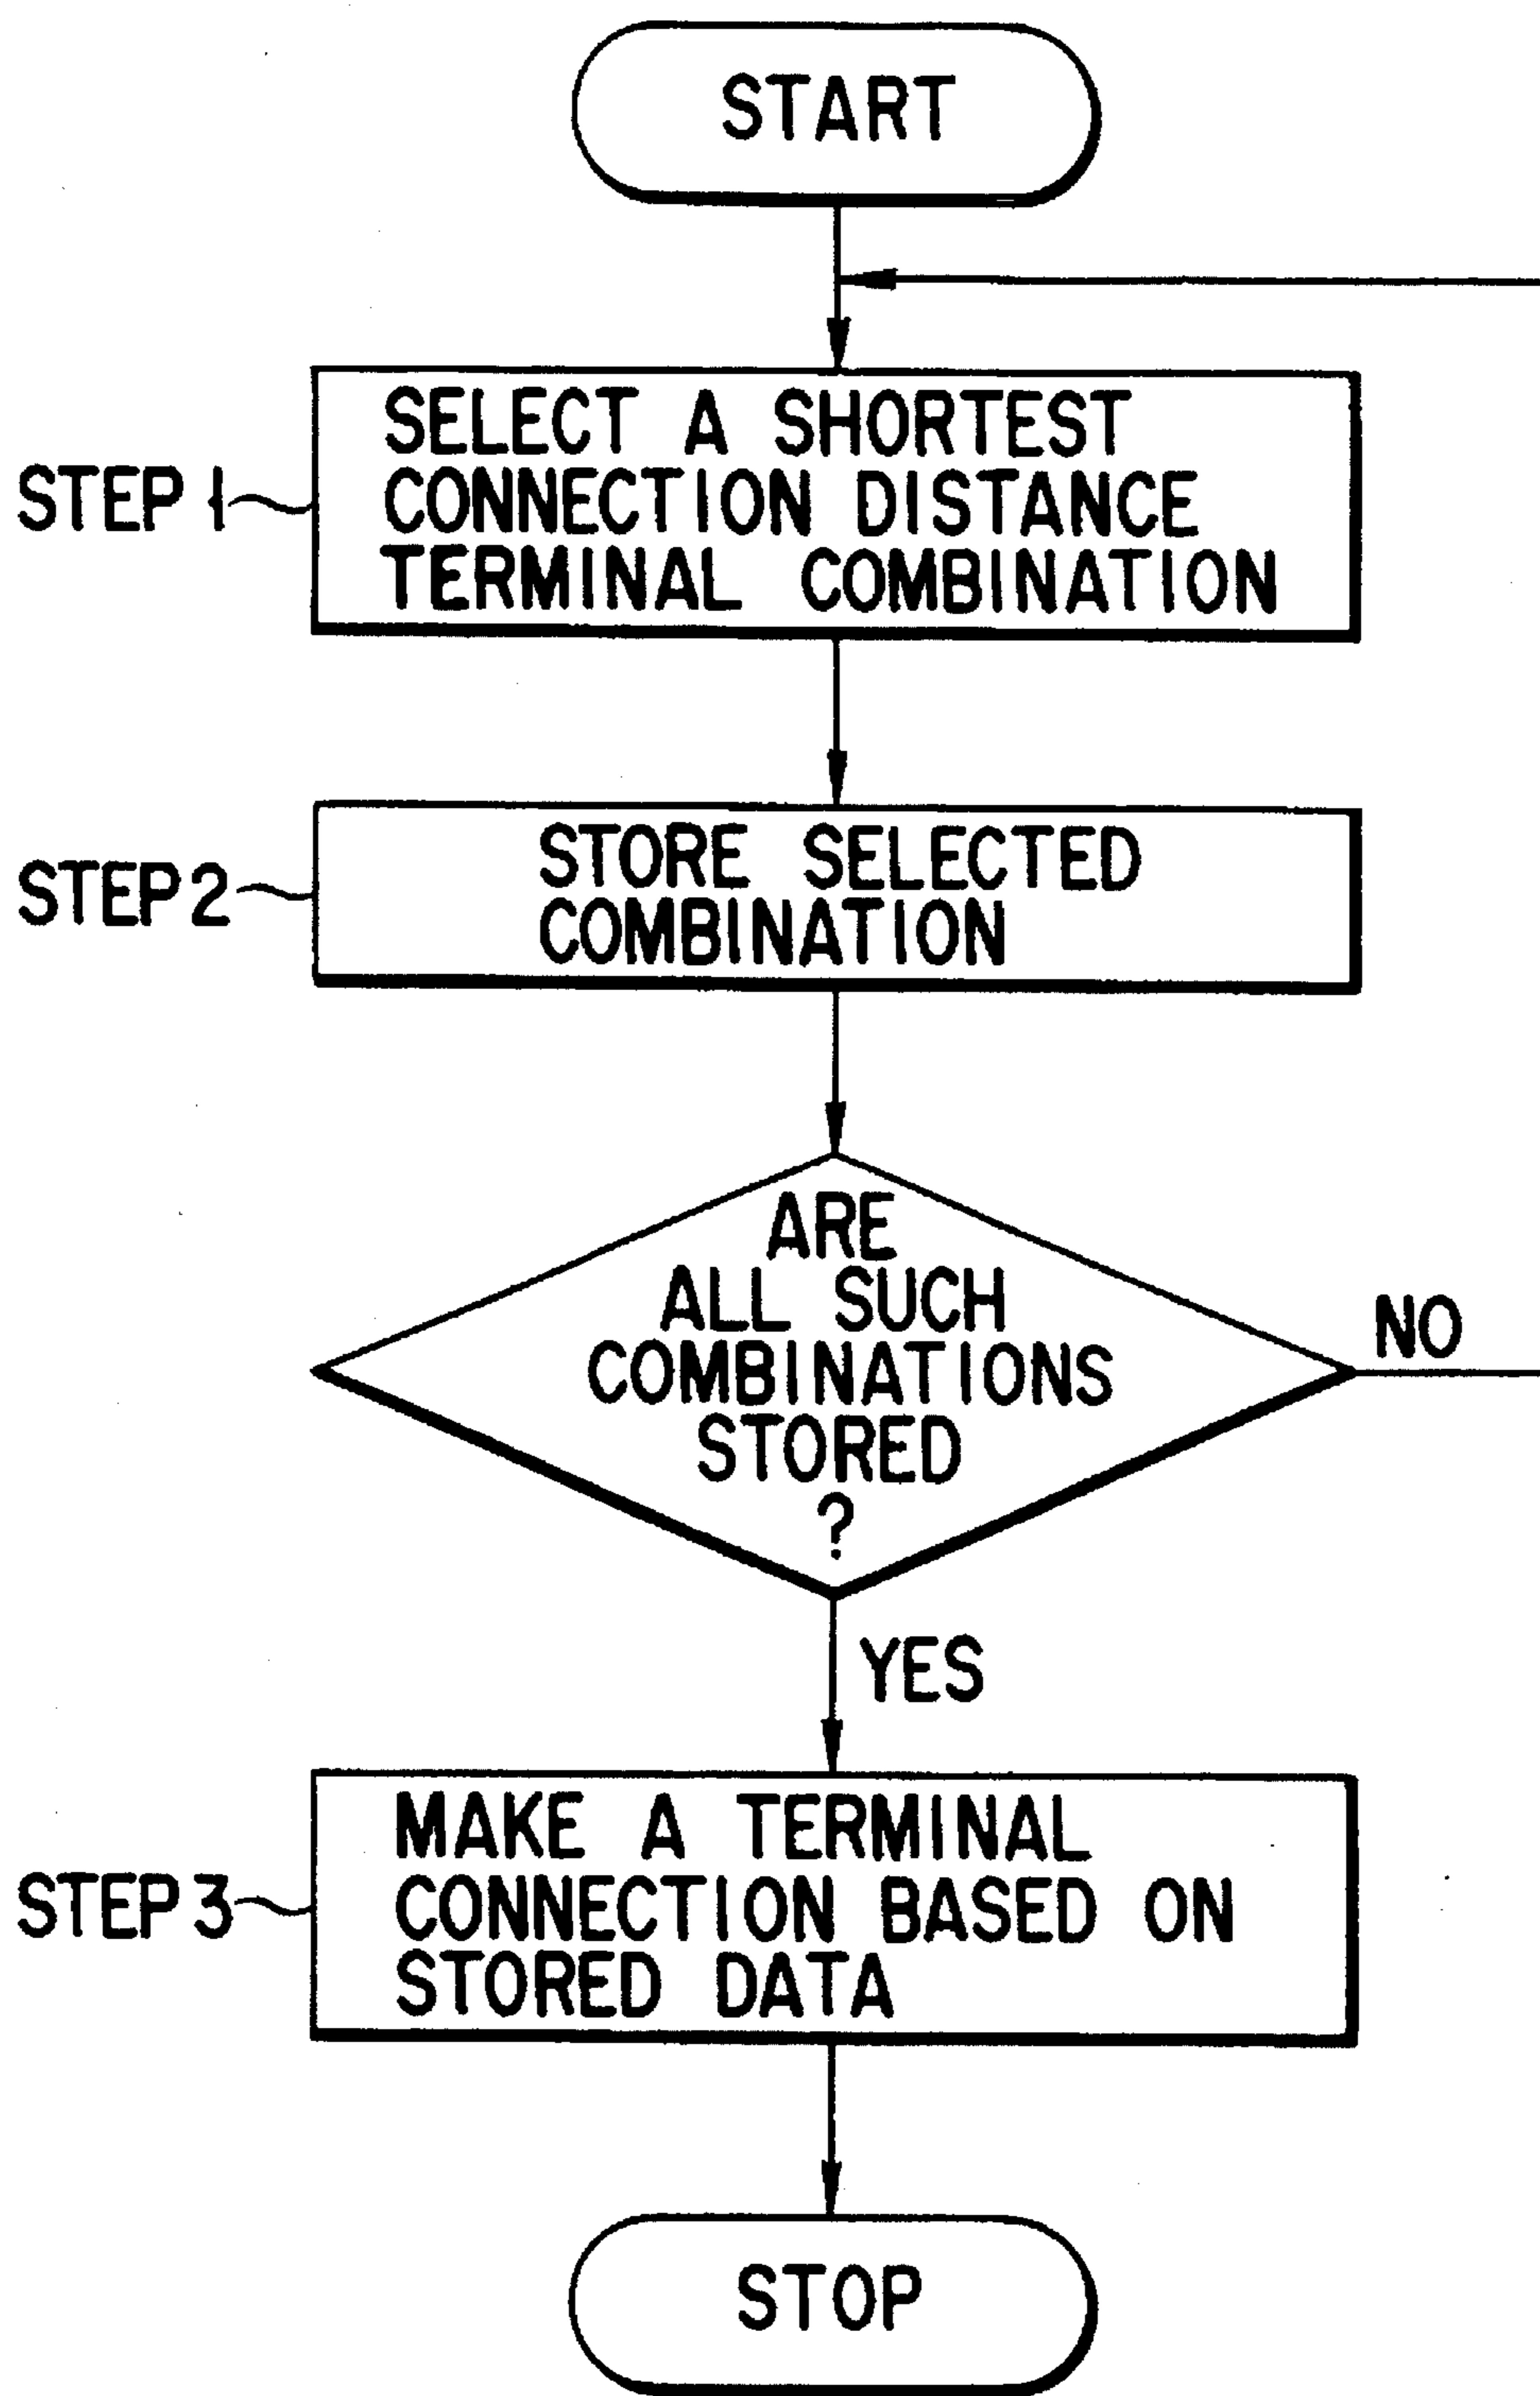 START
SELECT A SHORTEST
CONNECTION DISTANCE
TERMINAL COMBINATION
STEP 1
STORE SELECTED
COMBINATION
STEP 2
ARE
ALL SUCH
COMBINATIONS
STORED
?
NO
YES
MAKE A TERMINAL
CONNECTION BASED ON
STORED DATA
STEP 3
STOP